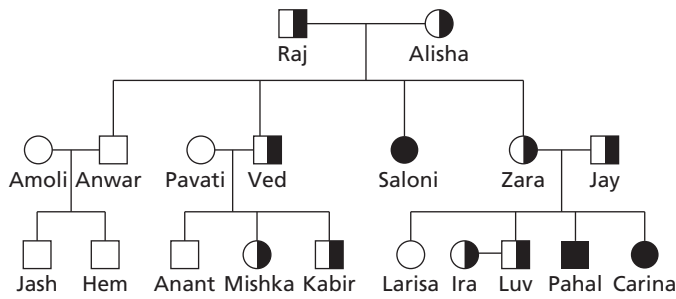 Raj Alisha
Amoli Anwar Pavati Ved Saloni Zara Jay
Jash Hem Anant Mishka Kabir Larisa Ira Luv Pahal Carina